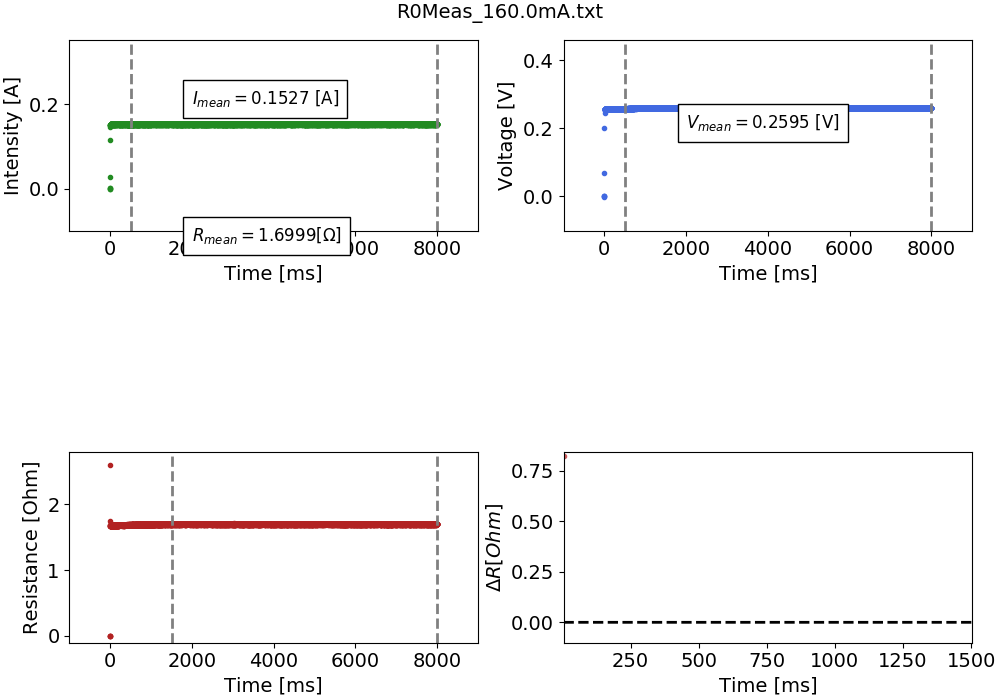 R0Meas_160.0mA.txt
Intensity [A]
0.2
0.0
I_mean = 0.1527 [A]
R_mean = 1.6999[Ω]
0 2 000 8000
Time [ms]
Voltage [V]
0.4
0.2
0.0
V_mean = 0.2595 [V]
0 2000 4000 6000 8000
Time [ms]
Resistance [Ohm]
2
1
0
0 2000 4000 6000 8000
Time [ms]
ΔR[Ohm]
0.75
0.50
0.25
0.00
250 500 750 1000 1250 1500
Time [ms]